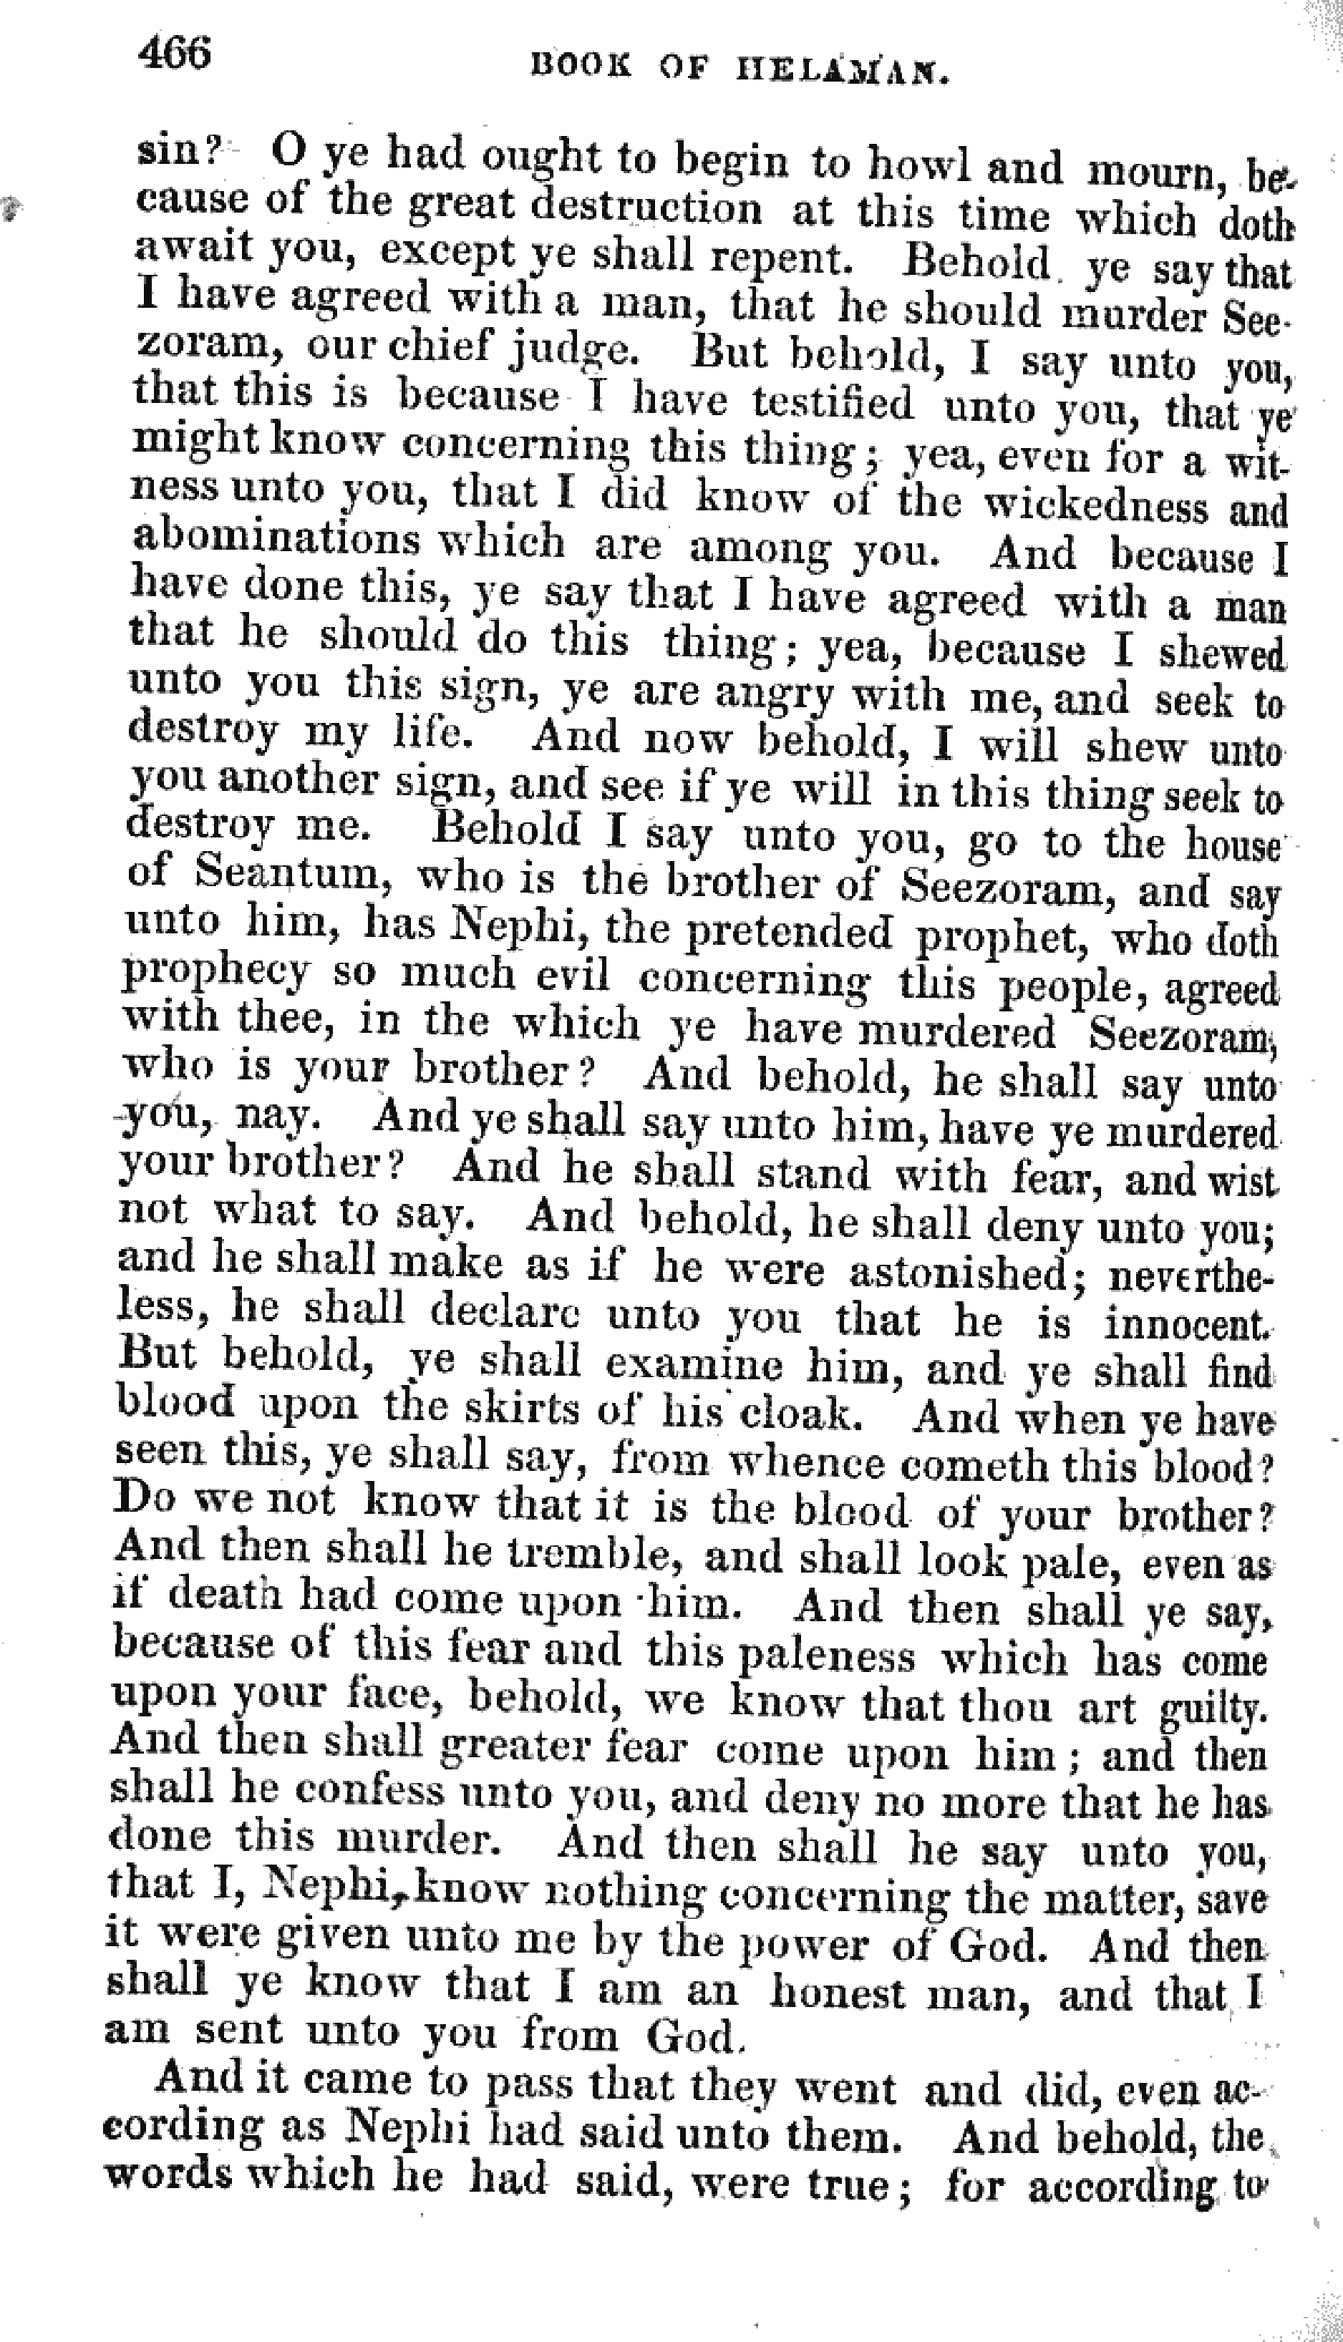 466
BOOK OF HELAMAN.
sin? O ye had ought to begin to howl and mourn, be-
cause of the great destruction at this time which doth
await you, except ye shall repent. Behold ye say that
I have agreed with a man, that he should murder See-
zoram, our chief judge. But behold, I say unto you,
that this is because I have testified unto you, that ye
might know concerning this thing; yea, even for a wit-
ness unto you, that I did know of the wickedness and
abominations which are among you. And because I
have done this, ye say that I have agreed with a man
that he should do this thing; yea, because I shewed
unto you this sign, ye are angry with me, and seek to
destroy my life. And now behold, I will shew unto
you another sign, and see if ye will in this thing seek to
destroy me. Behold I say unto you, go to the house
of Seantum, who is the brother of Seezoram, and say
unto him, has Nephi, the pretended prophet, who doth
prophecy so much evil concerning this people, agreed
with thee, in the which ye have murdered Seezoram,
who is your brother? And behold, he shall say unto
you, nay. And ye shall say unto him, have ye murdered
your brother? And he shall stand with fear, and wist
not what to say. And behold, he shall deny unto you;
and he shall make as if he were astonished; neverthe-
less, he shall declare unto you that he is innocent.
But behold, ye shall examine him, and ye shall find
blood upon the skirts of his cloak. And when ye have
seen this, ye shall say, from whence cometh this blood?
Do we not know that it is the blood of your brother?
And then shall he tremble, and shall look pale, even as
if death had come upon him. And then shall ye say,
because of this fear and this paleness which has come
upon your face, behold, we know that thou art guilty.
And then shall greater fear come upon him; and then
shall he confess unto you, and deny no more that he has
done this murder. And then shall he say unto you,
that I, Nephi, know nothing concerning the matter, save
it were given unto me by the power of God. And then
shall ye know that I am an honest man, and that I
am sent unto you from God.
And it came to pass that they went and did, even ac-
cording as Nephi had said unto them. And behold, the
words which he had said, were true; for according to